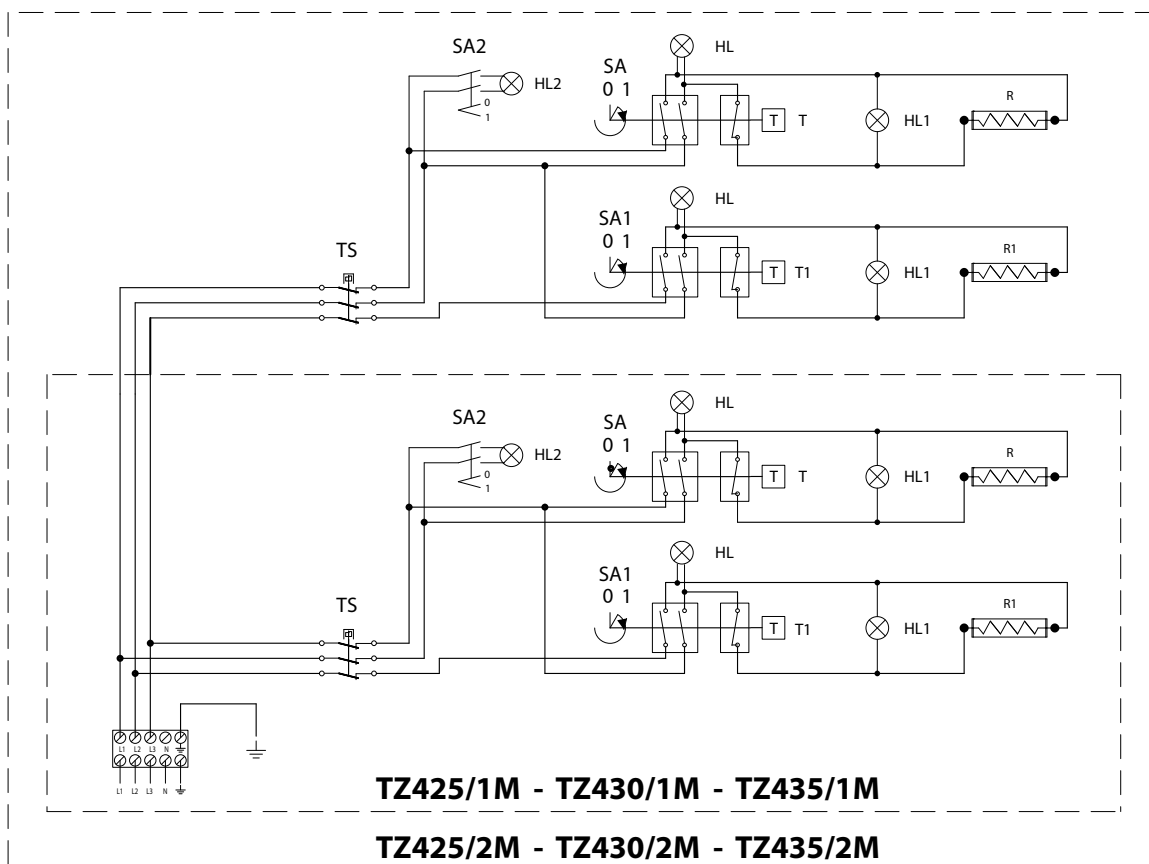 HL
SA2
SA
0 1
HL2
0
1
T T
HL1
R
HL
SA1
0 1
TS
T T1
HL1
R1
HL
SA2
SA
0 1
HL2
0
1
T T
HL1
R
HL
SA1
0 1
TS
T T1
HL1
R1
L1 L2 L3 N
L1 L2 L3 N
TZ425/1M - TZ430/1M - TZ435/1M
TZ425/2M - TZ430/2M - TZ435/2M